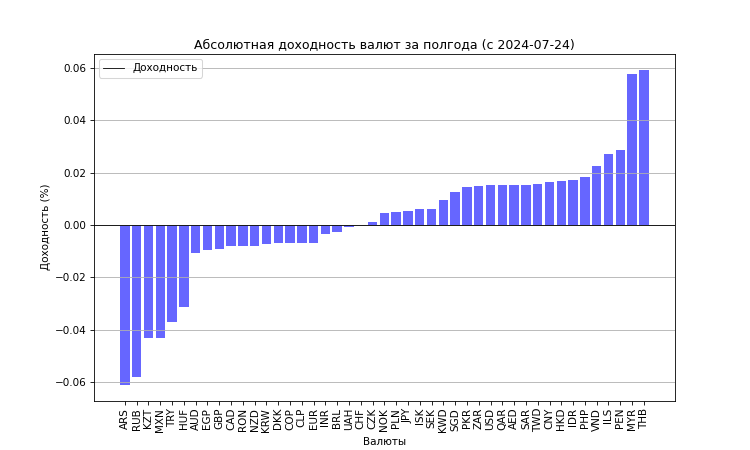 Абсолютная доходность валют за полгода (с 2024-07-24)
Доходность
0.06
0.04
0.02
0.00
−0.02
−0.04
−0.06
Доходность (%)
ARS RUB KZT MXN TRY HUF AUD EGP GBP CAD RON NZD KRW DKK COP CLP EUR INR BRL UAH CHF CZK NOK PLN JPY ISK SEK KWD SGD PKR ZAR USD QAR AED SAR TWD CNY HKD IDR PHP VND ILS PEN MYR THB
Валюты